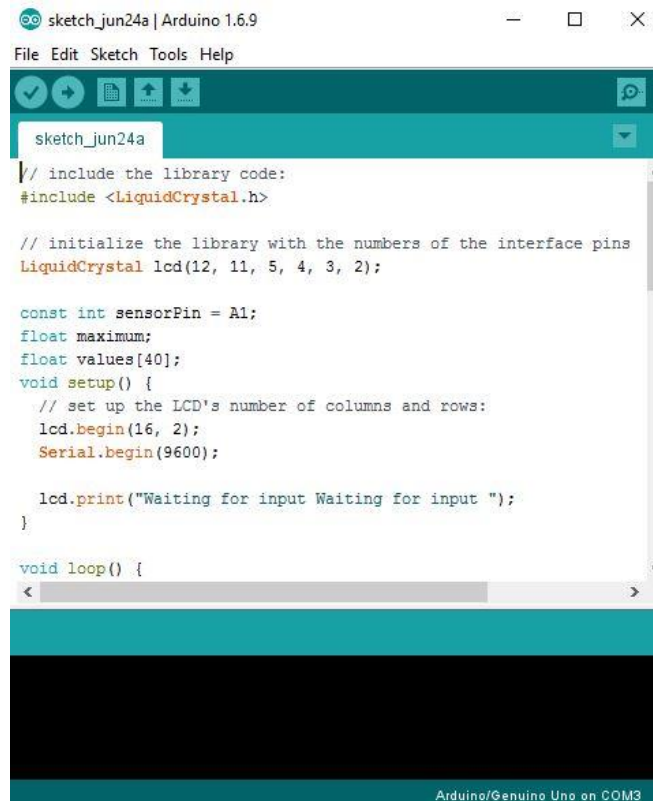 sketch_jun24a | Arduino 1.6.9
File Edit Sketch Tools Help
sketch_jun24a
// include the library code:
#include <LiquidCrystal.h>
// initialize the library with the numbers of the interface pins
LiquidCrystal lcd(12, 11, 5, 4, 3, 2);
const int sensorPin = A1;
float maximum;
float values[40];
void setup() {
// set up the LCD's number of columns and rows:
lcd.begin(16, 2);
Serial.begin(9600);
lcd.print("Waiting for input Waiting for input ");
}
void loop() {
Arduino/Genuino Uno on COM3